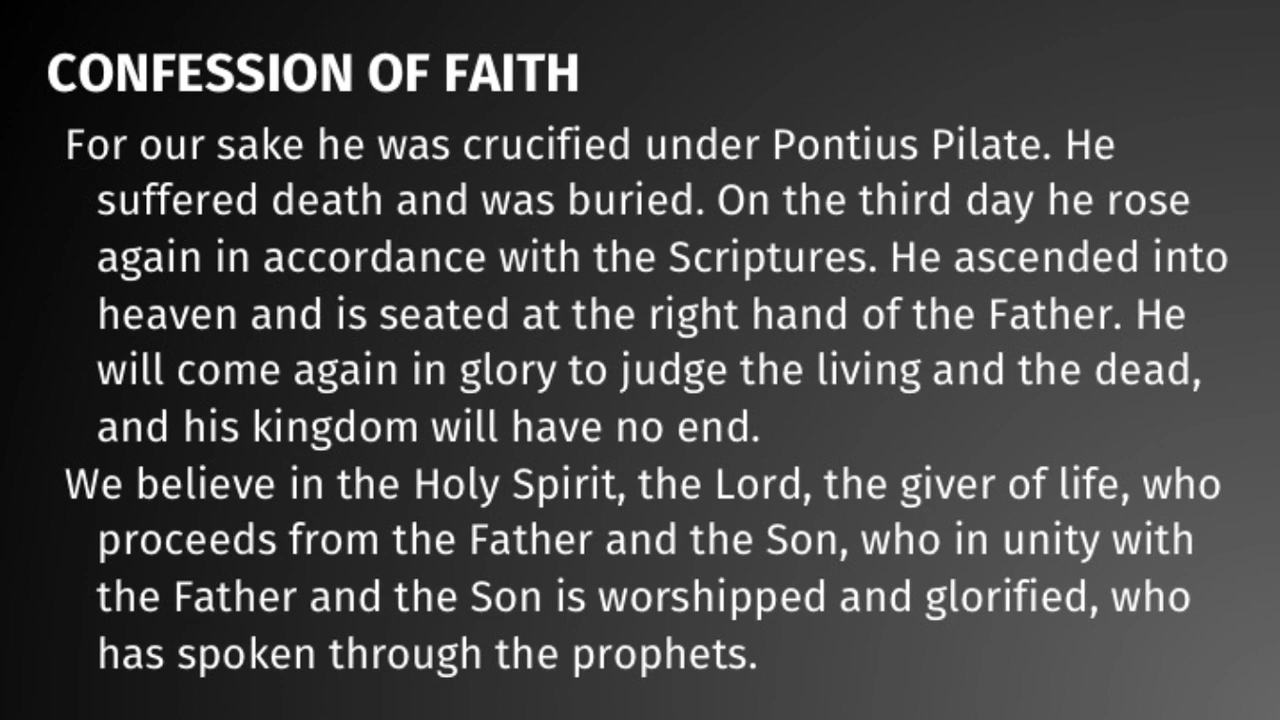 CONFESSION OF FAITH
For our sake he was crucified under Pontius Pilate. He
suffered death and was buried. On the third day he rose
again in accordance with the Scriptures. He ascended into
heaven and is seated at the right hand of the Father. He
will come again in glory to judge the living and the dead,
and his kingdom will have no end.
We believe in the Holy Spirit, the Lord, the giver of life, who
proceeds from the Father and the Son, who in unity with
the Father and the Son is worshipped and glorified, who
has spoken through the prophets.